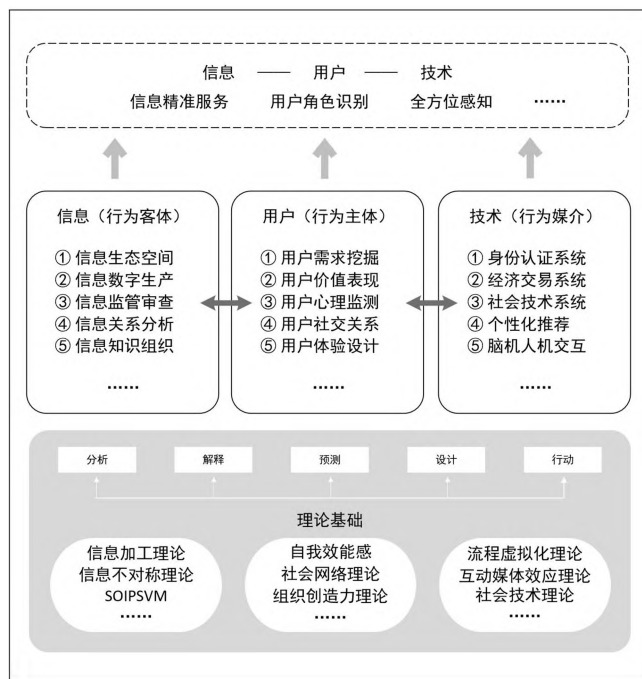 信息 —— 用户 —— 技术
信息精准服务 用户角色识别 全方位感知 ……
信息（行为客体）
① 信息生态空间
② 信息数字生产
③ 信息监管审查
④ 信息关系分析
⑤ 信息知识组织
……
用户（行为主体）
① 用户需求挖掘
② 用户价值表现
③ 用户心理监测
④ 用户社交关系
⑤ 用户体验设计
……
技术（行为媒介）
① 身份认证系统
② 经济交易系统
③ 社会技术系统
④ 个性化推荐
⑤ 脑机人机交互
……
分析 解释 预测 设计 行动
理论基础
信息加工理论
信息不对称理论
SOIPSVM
……
自我效能感
社会网络理论
组织创造力理论
……
流程虚拟化理论
互动媒体效应理论
社会技术理论
……